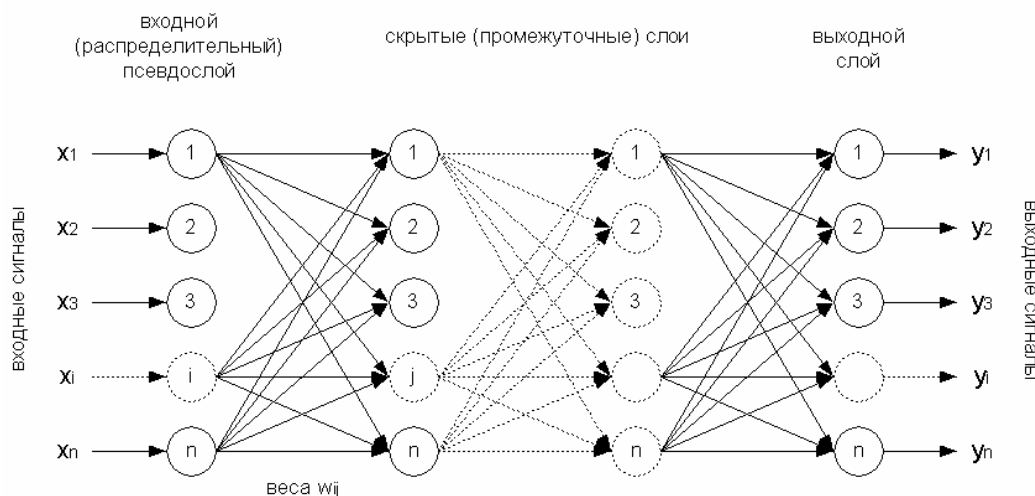 входной
(распределительный)
псевдослой
скрытые (промежуточные) слои
выходной
слой
входные сигналы
x1 1 1 1 1 y1
x2 2 2 2 2 y2
x3 3 3 3 3 y3
xi i j yi
xn n n n n yn
выходные сигналы
веса wij